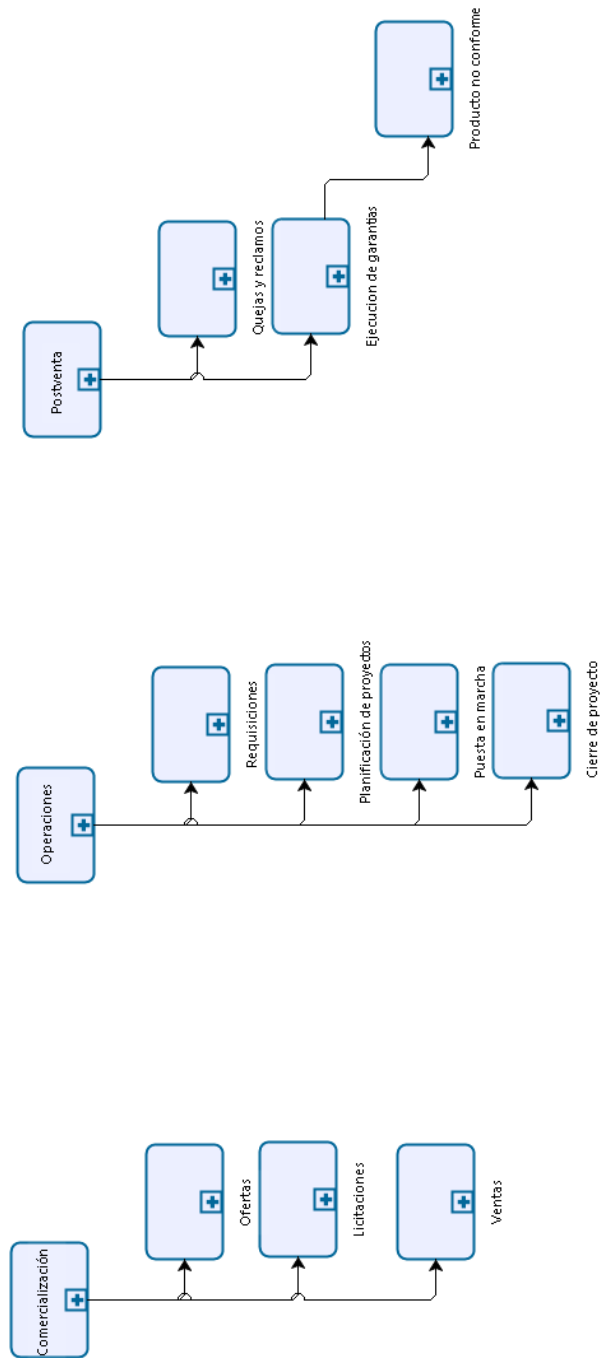 Comercialización
Ofertas
Licitaciones
Ventas
Operaciones
Requisiciones
Planificación de proyectos
Puesta en marcha
Cierre de proyecto
Postventa
Quejas y reclamos
Ejecucion de garantias
Producto no conforme